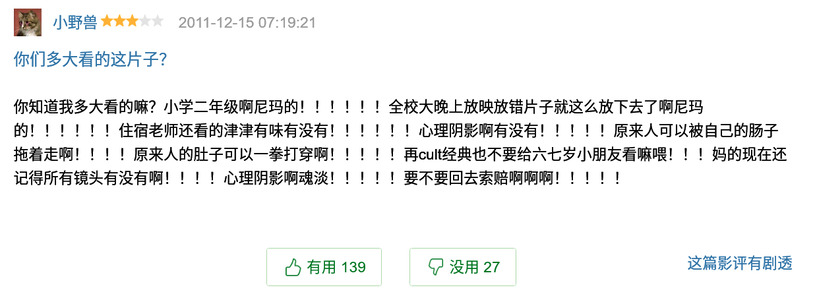 小野兽 2011-12-15 07:19:21
你们多大看的这片子？
你知道我多大看的嘛？小学二年级啊尼玛的！！！！！！全校大晚上放映放错片子就这么放下去了啊尼玛
的！！！！！！住宿老师还看的津津有味有没有！！！！！！心理阴影啊有没有！！！！！原来人可以被自己的肠子
拖着走啊！！！！原来人的肚子可以一拳打穿啊！！！！！再cult经典也不要给六七岁小朋友看嘛喂！！！妈的现在还
记得所有镜头有没有啊！！！！心理阴影啊魂淡！！！！！要不要回去索赔啊啊啊！！！！！
有用 139 没用 27 这篇影评有剧透